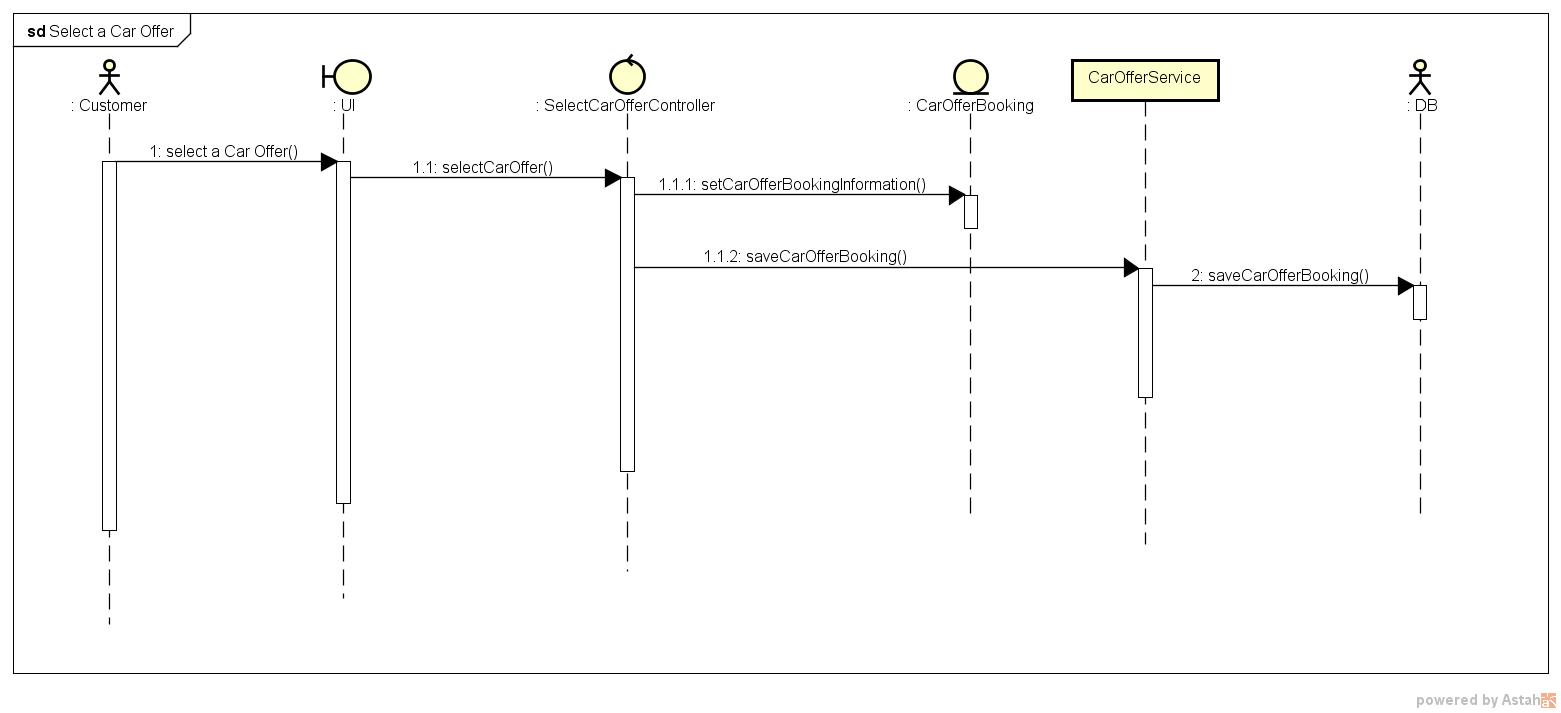 sd Select a Car Offer
: Customer
: UI
: SelectCarOfferController
: CarOfferBooking
CarOfferService
: DB
1: select a Car Offer()
1.1: selectCarOffer()
1.1.1: setCarOfferBookingInformation()
1.1.2: saveCarOfferBooking()
2: saveCarOfferBooking()
powered by Astah